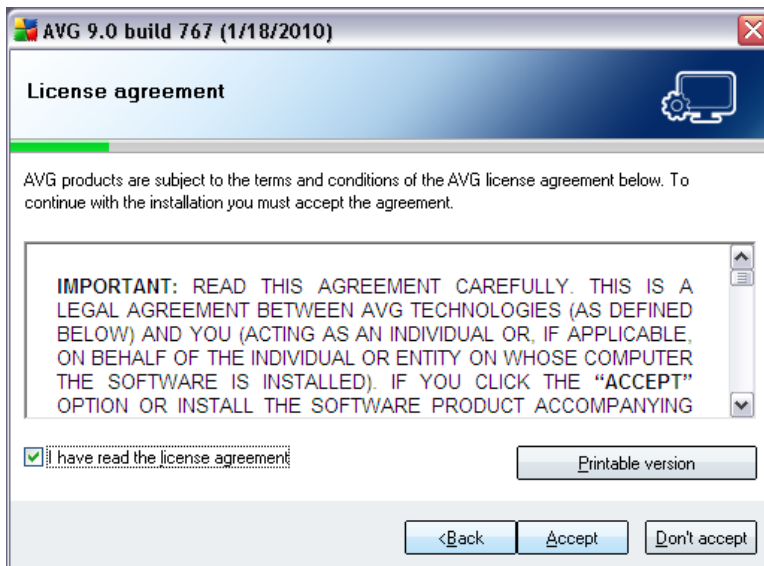 AVG 9.0 build 767 (1/18/2010)
License agreement
AVG products are subject to the terms and conditions of the AVG license agreement below. To
continue with the installation you must accept the agreement.
IMPORTANT: READ THIS AGREEMENT CAREFULLY. THIS IS A
LEGAL AGREEMENT BETWEEN AVG TECHNOLOGIES (AS DEFINED
BELOW) AND YOU (ACTING AS AN INDIVIDUAL OR, IF APPLICABLE,
ON BEHALF OF THE INDIVIDUAL OR ENTITY ON WHOSE COMPUTER
THE SOFTWARE IS INSTALLED). IF YOU CLICK THE “ACCEPT”
OPTION OR INSTALL THE SOFTWARE PRODUCT ACCOMPANYING
I have read the license agreement
Printable version
<Back Accept Don't accept